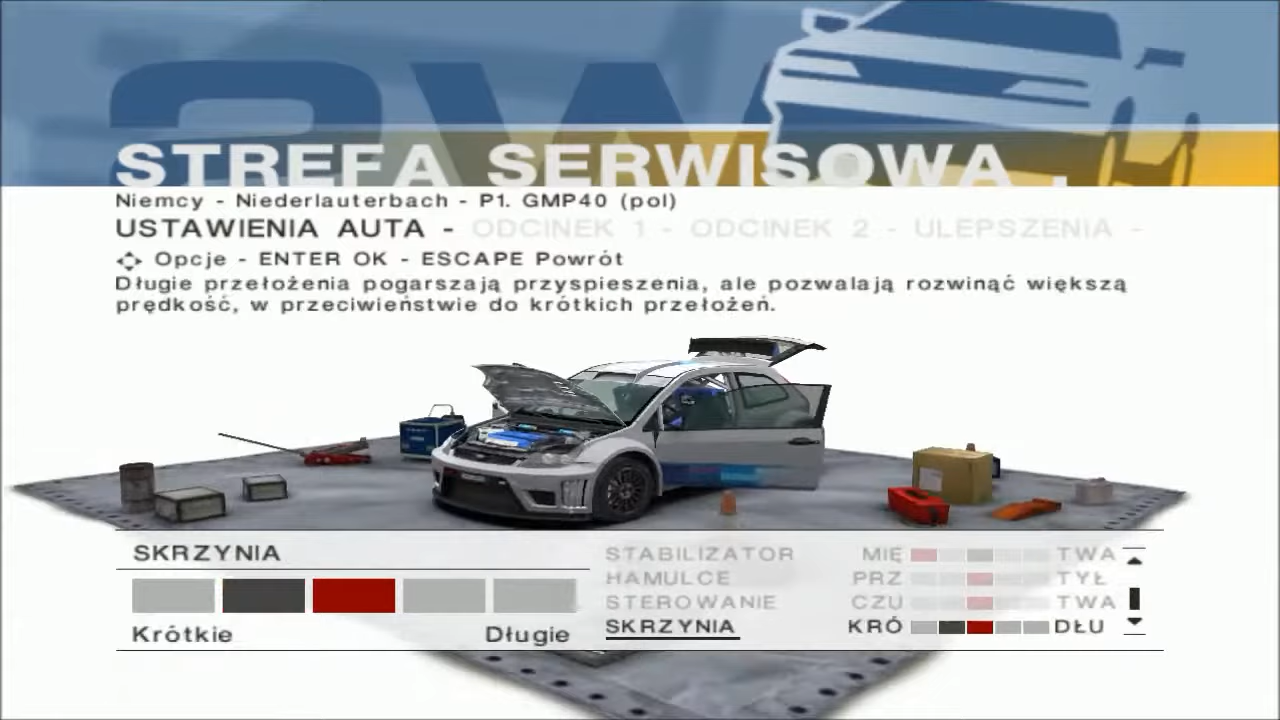 STREFA SERWISOWA .
Niemcy - Niederlauterbach - P1. GMP40 (pol)
USTAWIENIA AUTA - ODCINEK 1 - ODCINEK 2 - ULEPSZENIA -
Opcje - ENTER OK - ESCAPE Powrót
Długie przełożenia pogarszają przyspieszenia, ale pozwalają rozwinąć większą
prędkość, w przeciwieństwie do krótkich przełożeń.
SKRZYNIA
Krótkie Długie
STABILIZATOR MIĘ TWA
HAMULCE PRZ TYŁ
STEROWANIE CZU TWA
SKRZYNIA KRÓ DŁU